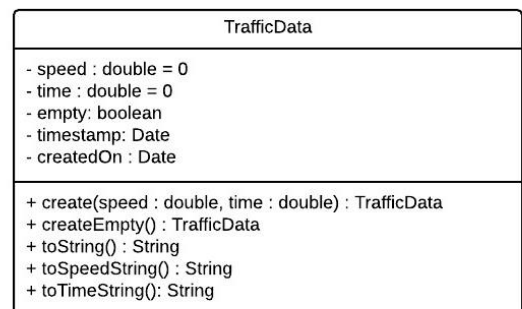 TrafficData
- speed : double = 0
- time : double = 0
- empty: boolean
- timestamp: Date
- createdOn : Date
+ create(speed : double, time : double) : TrafficData
+ createEmpty() : TrafficData
+ toString() : String
+ toSpeedString() : String
+ toTimeString(): String